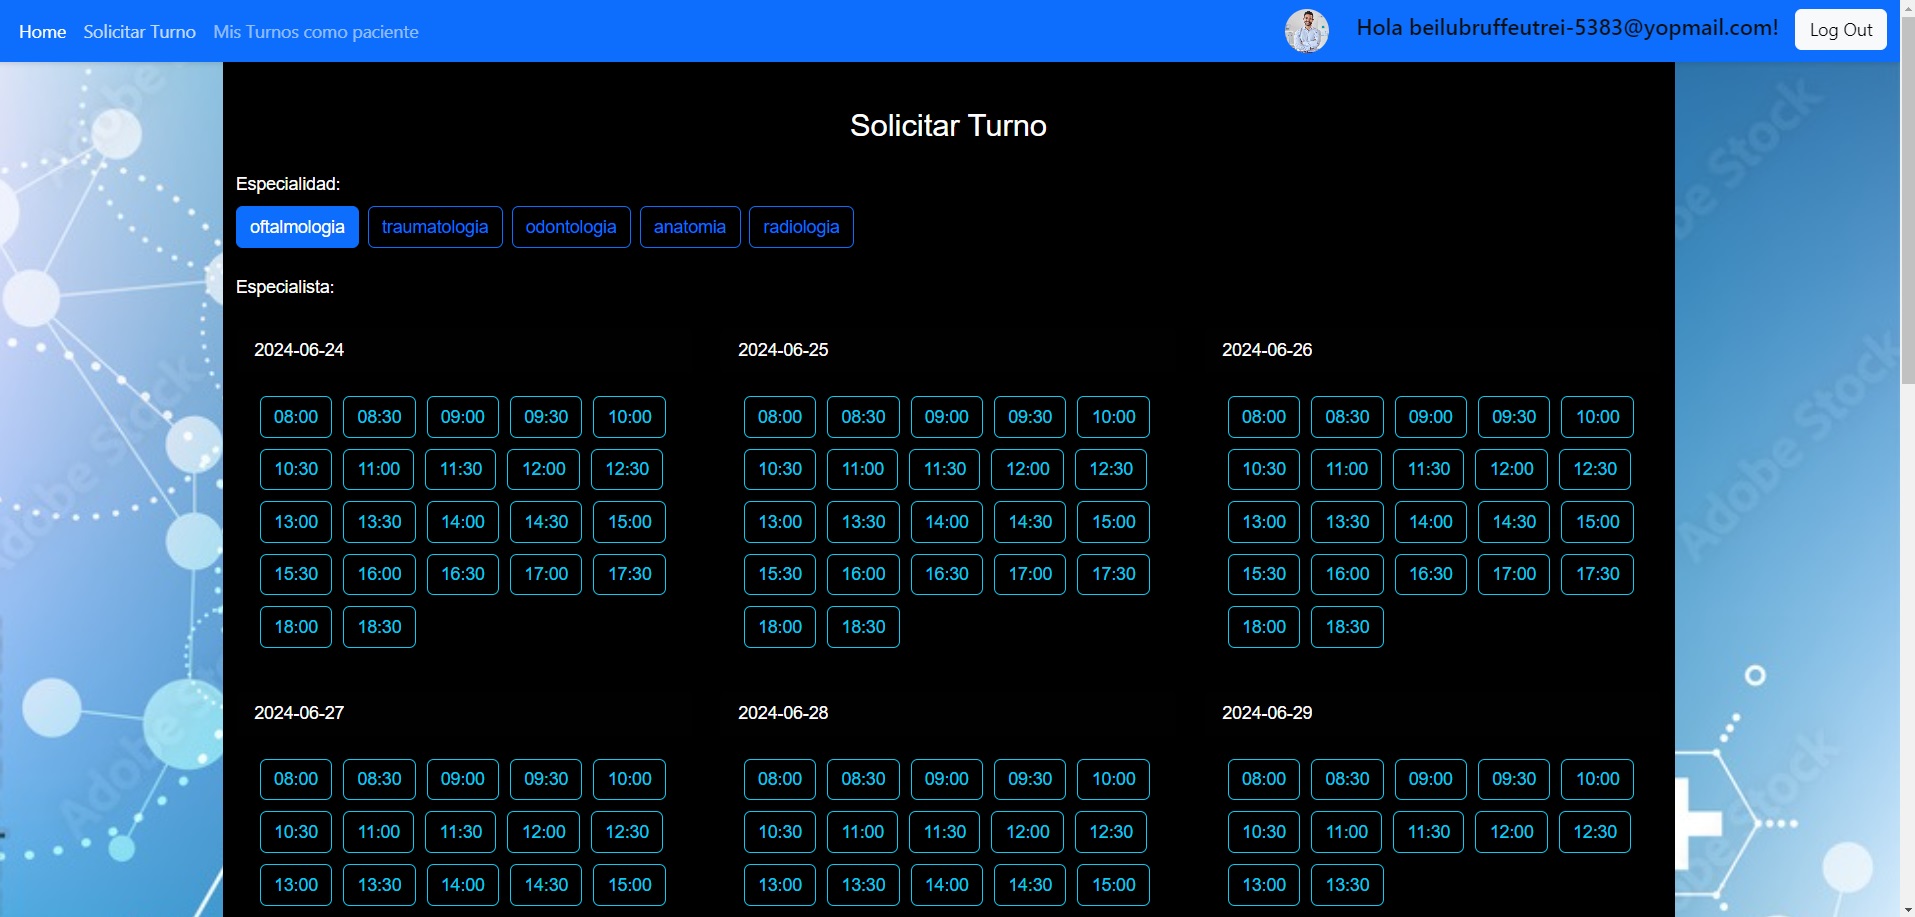 Home Solicitar Turno Mis Turnos como paciente Hola beilubruffeutrei-5383@yopmail.com! Log Out
Solicitar Turno
Especialidad:
oftalmologia traumatologia odontologia anatomia radiologia
Especialista:
2024-06-24
08:00 08:30 09:00 09:30 10:00
10:30 11:00 11:30 12:00 12:30
13:00 13:30 14:00 14:30 15:00
15:30 16:00 16:30 17:00 17:30
18:00 18:30
2024-06-25
08:00 08:30 09:00 09:30 10:00
10:30 11:00 11:30 12:00 12:30
13:00 13:30 14:00 14:30 15:00
15:30 16:00 16:30 17:00 17:30
18:00 18:30
2024-06-26
08:00 08:30 09:00 09:30 10:00
10:30 11:00 11:30 12:00 12:30
13:00 13:30 14:00 14:30 15:00
15:30 16:00 16:30 17:00 17:30
18:00 18:30
2024-06-27
08:00 08:30 09:00 09:30 10:00
10:30 11:00 11:30 12:00 12:30
13:00 13:30 14:00 14:30 15:00
2024-06-28
08:00 08:30 09:00 09:30 10:00
10:30 11:00 11:30 12:00 12:30
13:00 13:30 14:00 14:30 15:00
2024-06-29
08:00 08:30 09:00 09:30 10:00
10:30 11:00 11:30 12:00 12:30
13:00 13:30
Adobe Stock
Adobe Stock